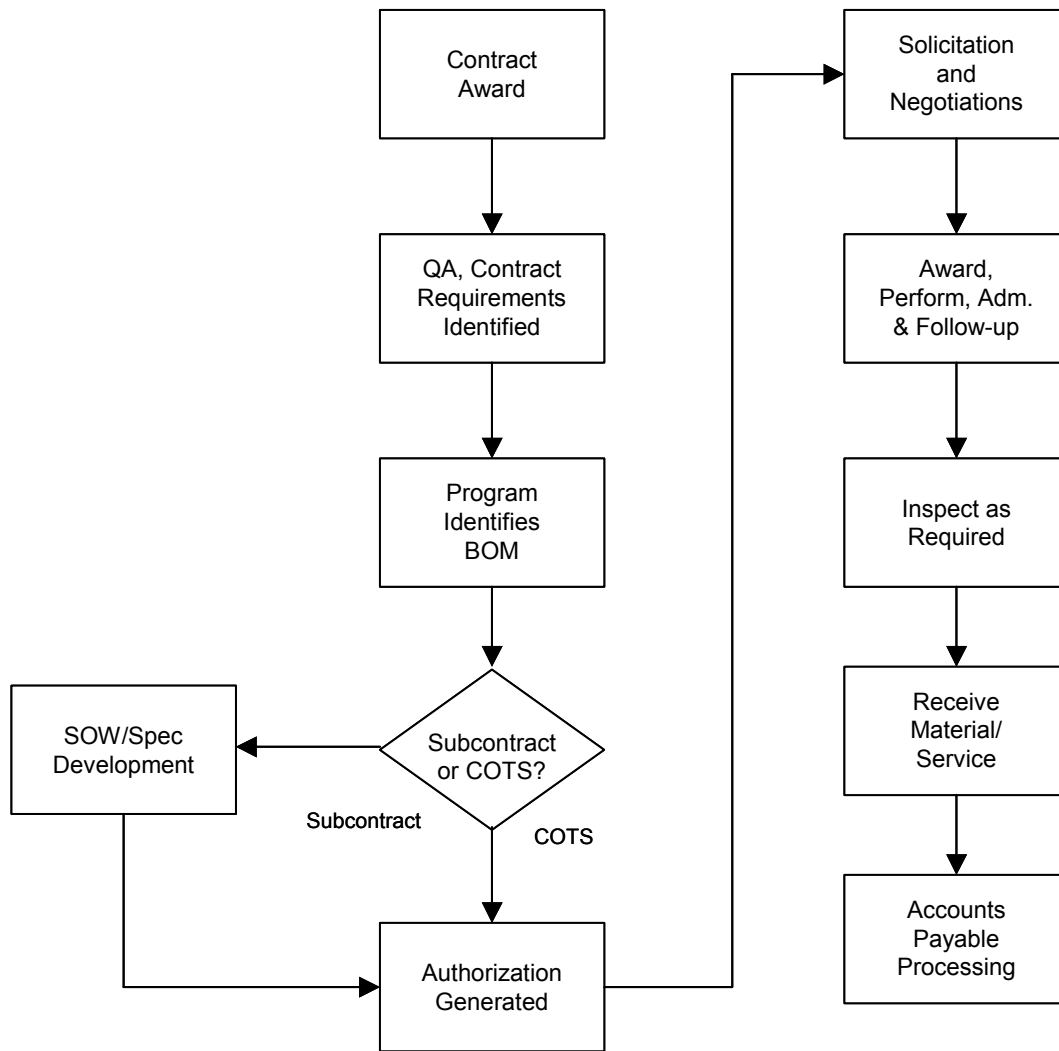 Contract
Award
QA, Contract
Requirements
Identified
Program
Identifies
BOM
Subcontract
or COTS?
Subcontract
COTS
SOW/Spec
Development
Authorization
Generated
Solicitation
and
Negotiations
Award,
Perform, Adm.
& Follow-up
Inspect as
Required
Receive
Material/
Service
Accounts
Payable
Processing